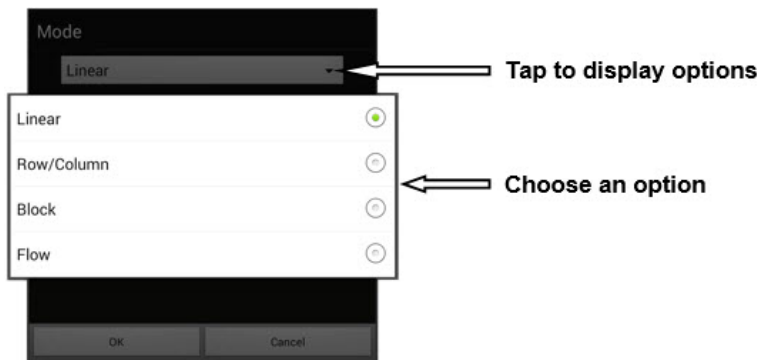 Mode
Linear
Tap to display options
Linear
Row/Column
Choose an option
Block
Flow
OK Cancel